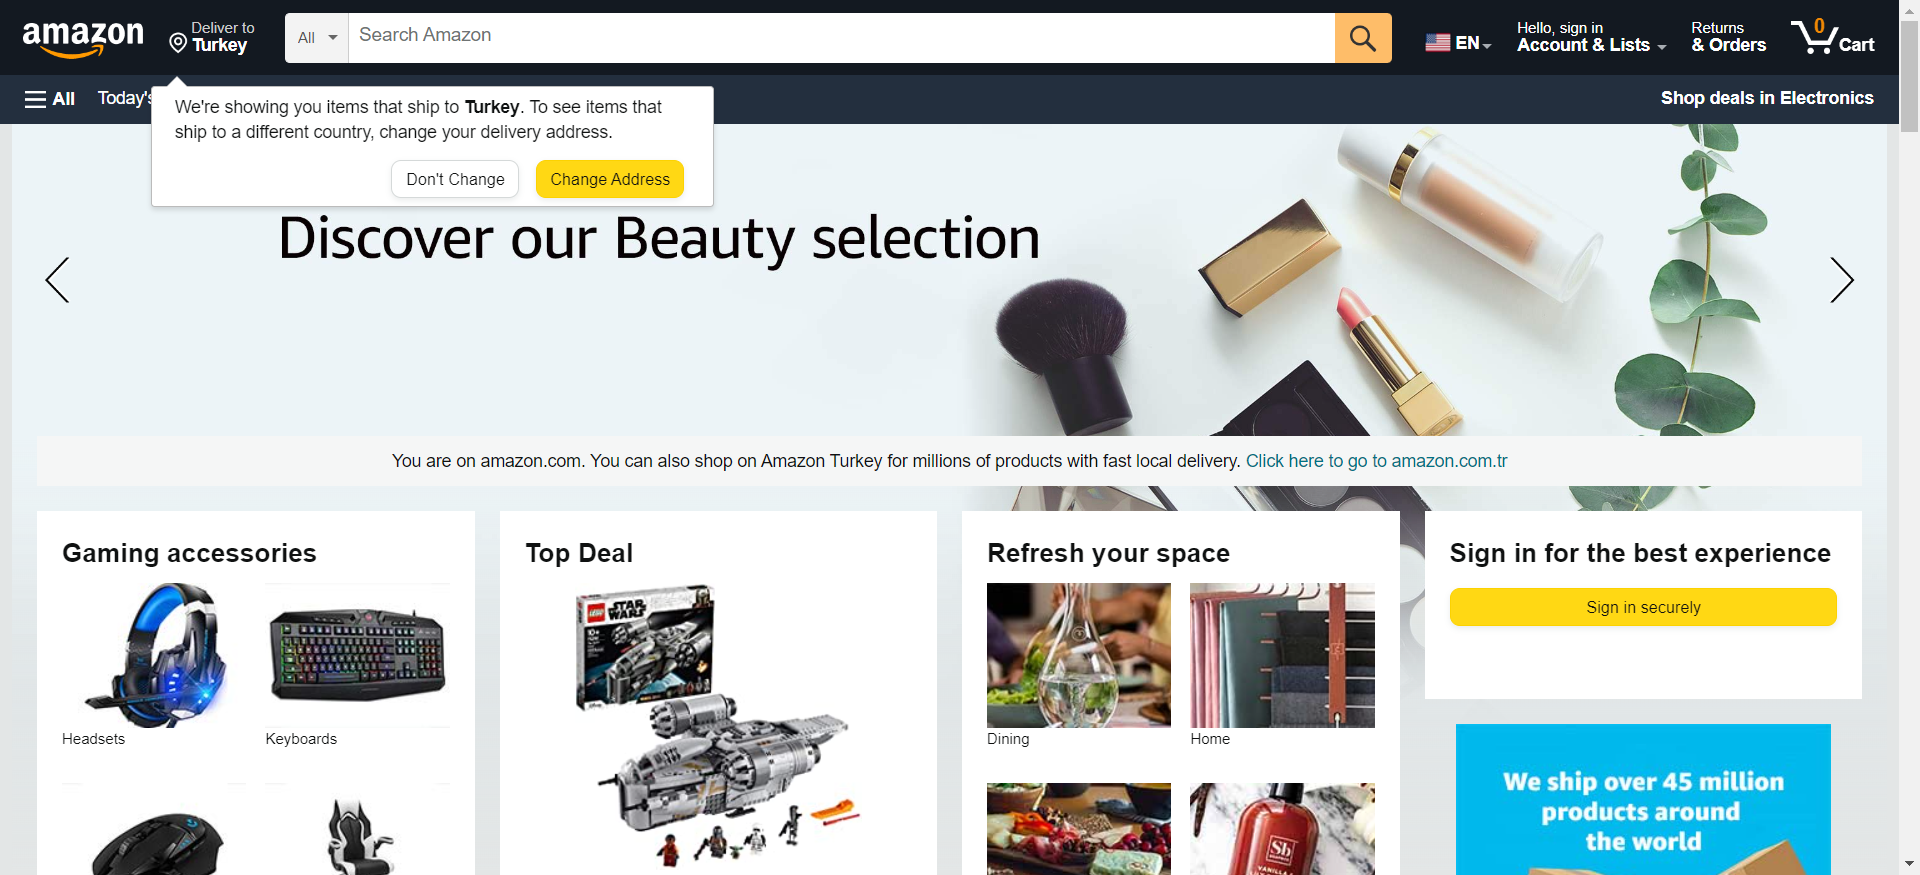 amazon
Deliver to
Turkey
All
Search Amazon
EN
Hello, sign in
Account & Lists
Returns
& Orders
0
Cart
All
Today's
Shop deals in Electronics
We're showing you items that ship to Turkey. To see items that
ship to a different country, change your delivery address.
Don't Change
Change Address
Discover our Beauty selection
You are on amazon.com. You can also shop on Amazon Turkey for millions of products with fast local delivery. Click here to go to amazon.com.tr
Gaming accessories
Headsets
Keyboards
Top Deal
LEGO
STAR
WARS
10+
Refresh your space
Dining
Home
Sb
VANILLA
Sign in for the best experience
Sign in securely
We ship over 45 million
products around
the world